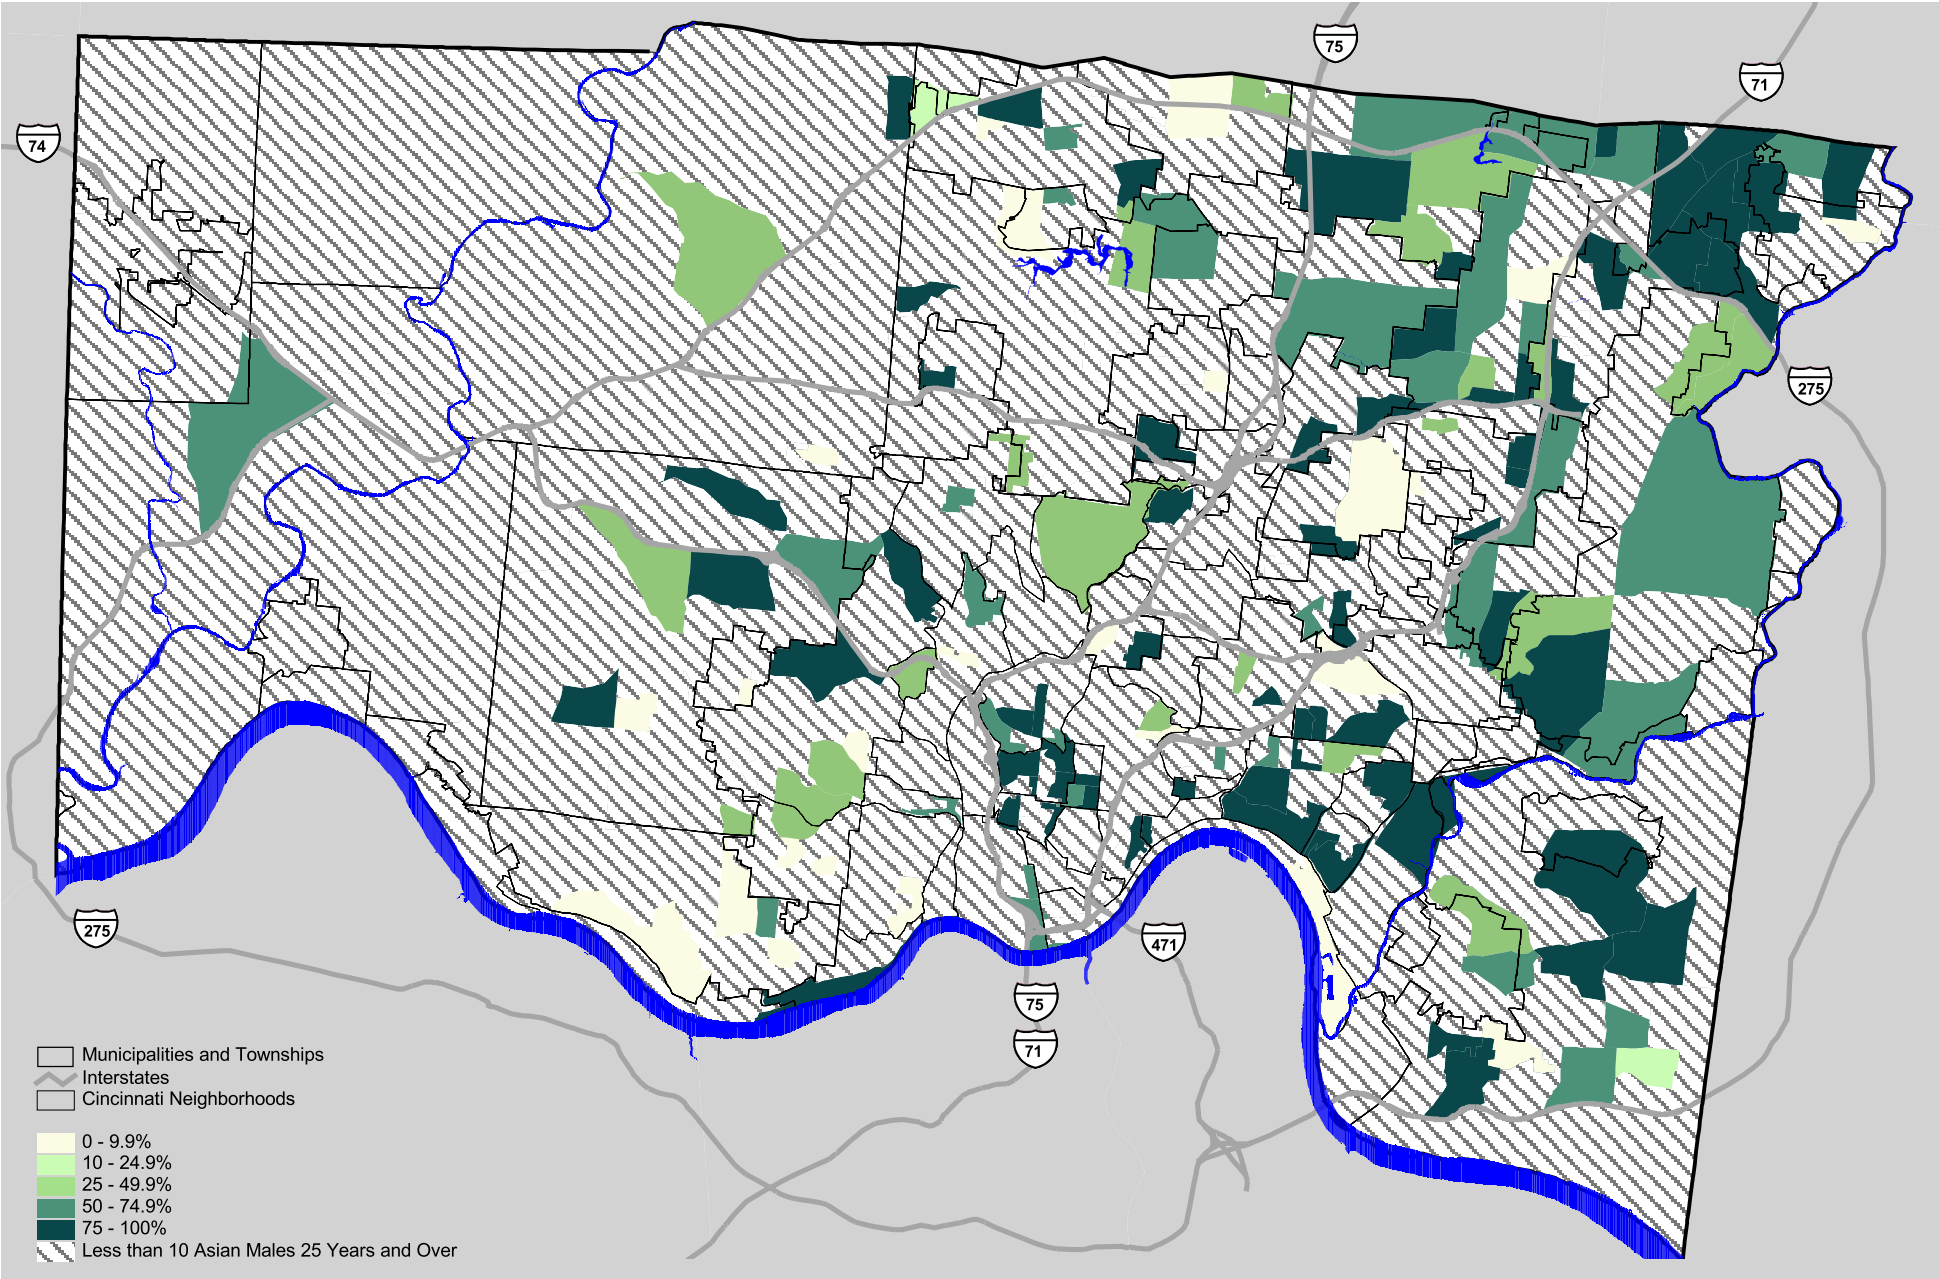 75
71
74
275
275
471
75
71
Municipalities and Townships
Interstates
Cincinnati Neighborhoods
0 - 9.9%
10 - 24.9%
25 - 49.9%
50 - 74.9%
75 - 100%
Less than 10 Asian Males 25 Years and Over